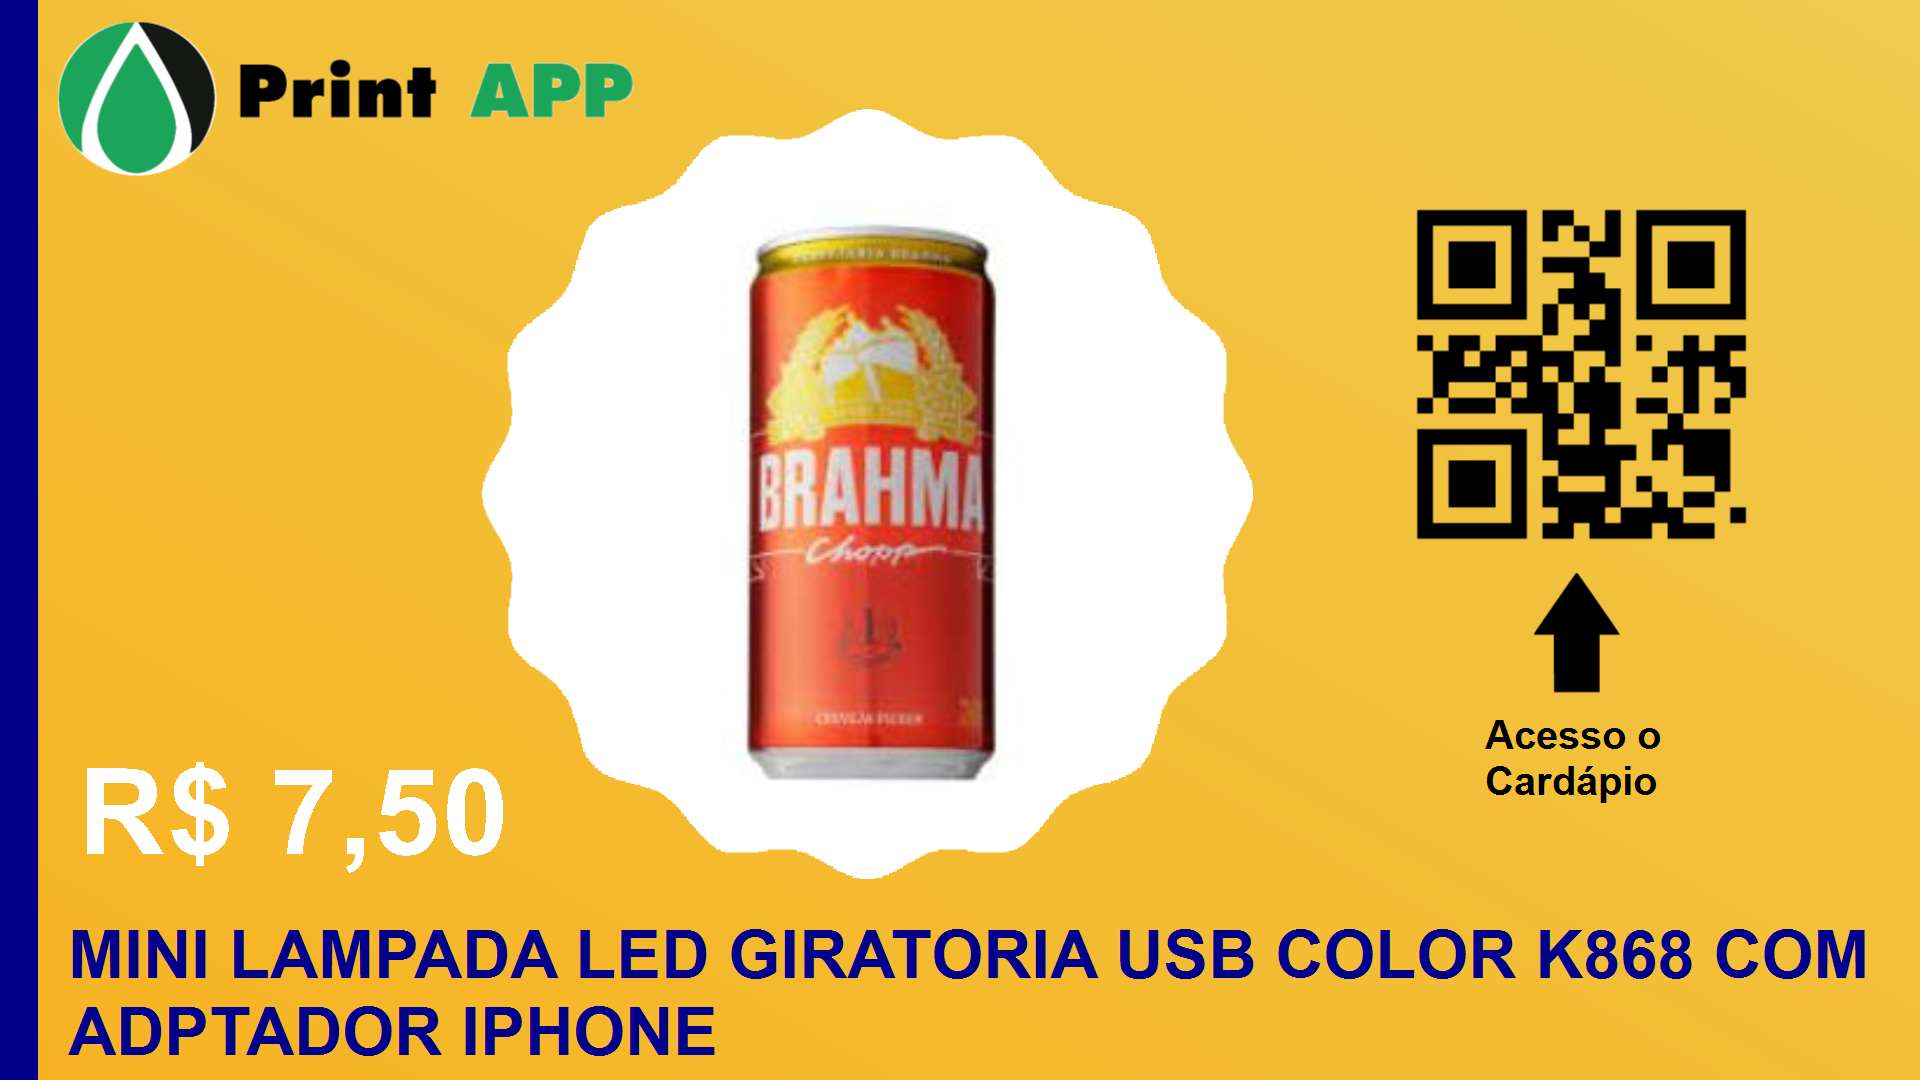 Print APP
BRAHMA
Chopp
R$ 7,50
Acesso o
Cardápio
MINI LAMPADA LED GIRATORIA USB COLOR K868 COM
ADPTADOR IPHONE